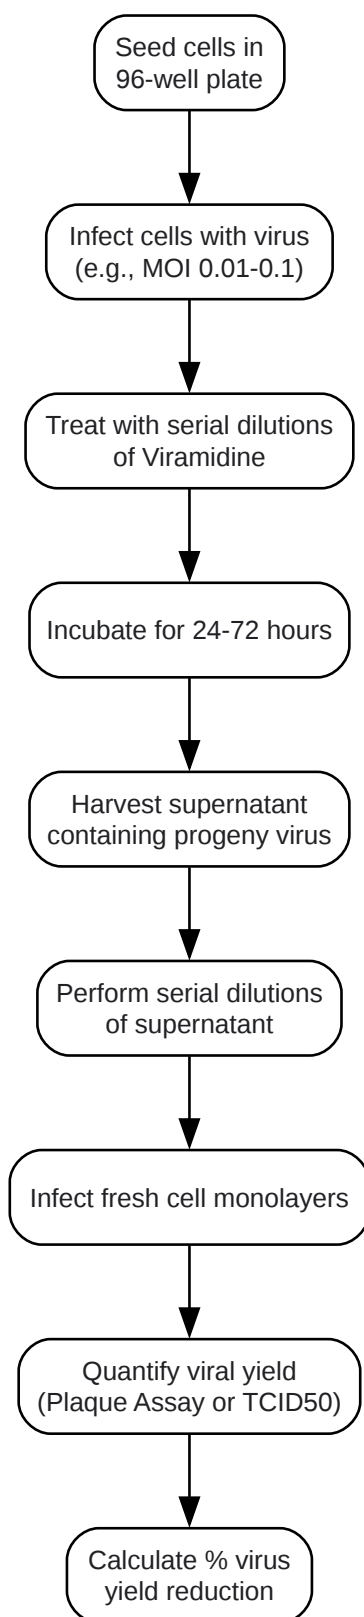 Seed cells in
96-well plate
Infect cells with virus
(e.g., MOI 0.01-0.1)
Treat with serial dilutions
of Viramidine
Incubate for 24-72 hours
Harvest supernatant
containing progeny virus
Perform serial dilutions
of supernatant
Infect fresh cell monolayers
Quantify viral yield
(Plaque Assay or TCID50)
Calculate % virus
yield reduction